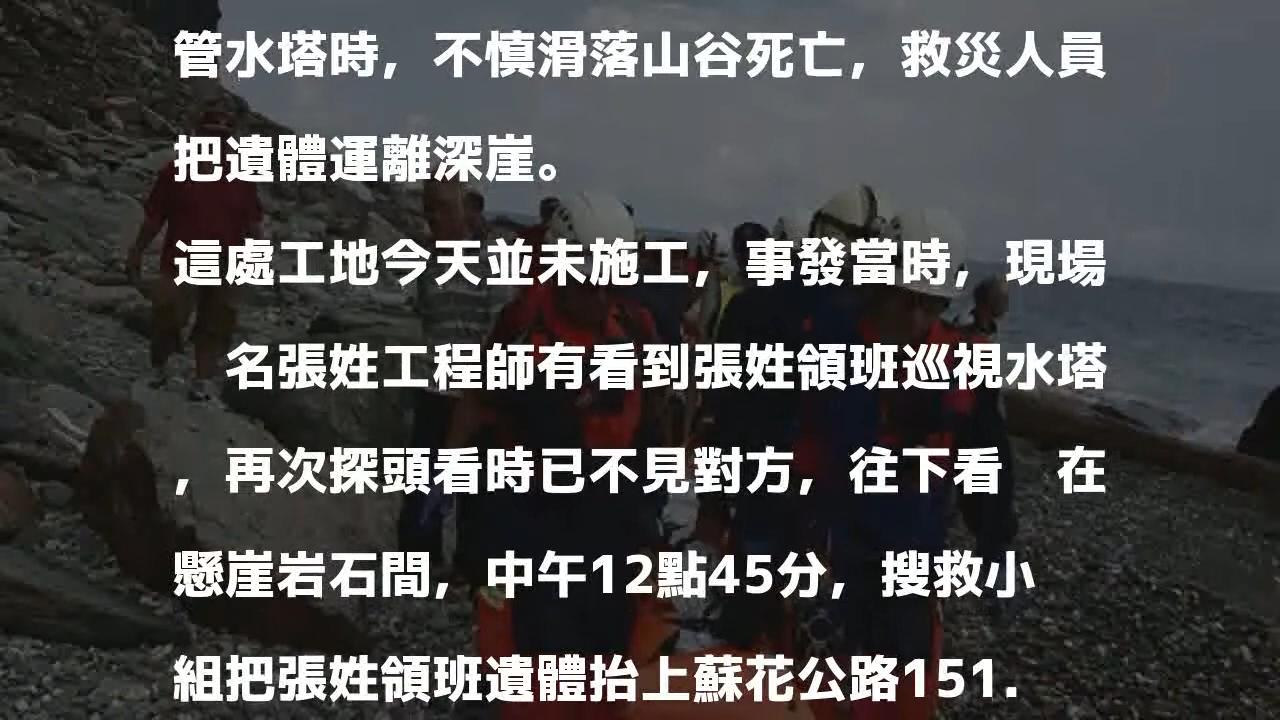 管水塔時，不慎滑落山谷死亡，救災人員
把遺體運離深崖。
這處工地今天並未施工，事發當時，現場
名張姓工程師有看到張姓領班巡視水塔
，再次探頭看時已不見對方，往下看　在
懸崖岩石間，中午12點45分，搜救小
組把張姓領班遺體抬上蘇花公路151.